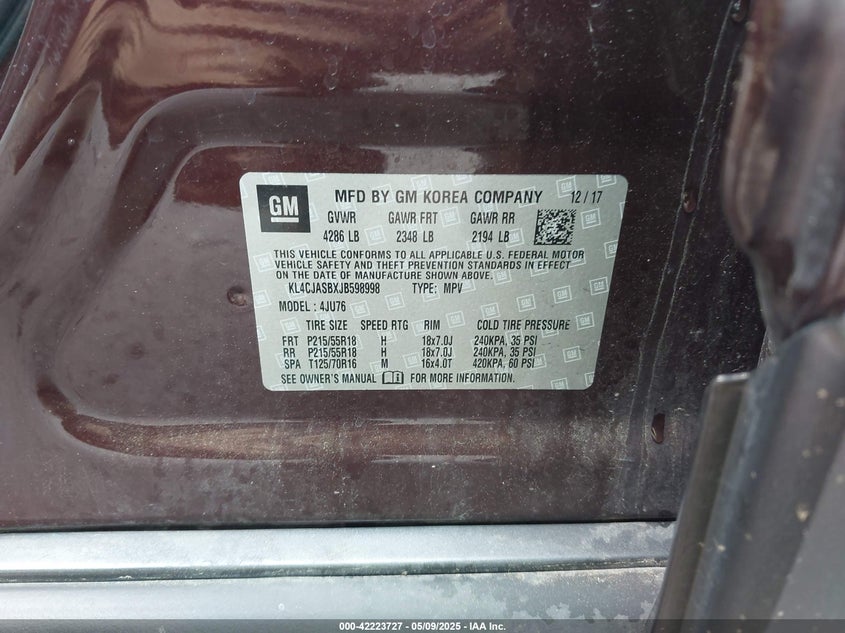 GM
MFD BY GM KOREA COMPANY 12/17
GVWR GAWR FRT GAWR RR
4286 LB 2348 LB 2194 LB
THIS VEHICLE CONFORMS TO ALL APPLICABLE U.S. FEDERAL MOTOR
VEHICLE SAFETY AND THEFT PREVENTION STANDARDS IN EFFECT
ON THE DATE OF MANUFACTURE SHOWN ABOVE.
KL4CJASBXJB598998 TYPE: MPV
MODEL: 4JU76
TIRE SIZE SPEED RTG RIM COLD TIRE PRESSURE
FRT P215/55R18 H 18x7.0J 240KPA, 35 PSI
RR P215/55R18 H 18x7.0J 240KPA, 35 PSI
SPA T125/70R16 M 16x4.0T 420KPA, 60 PSI
SEE OWNER'S MANUAL FOR MORE INFORMATION.
000-42223727 - 05/09/2025 - IAA Inc.